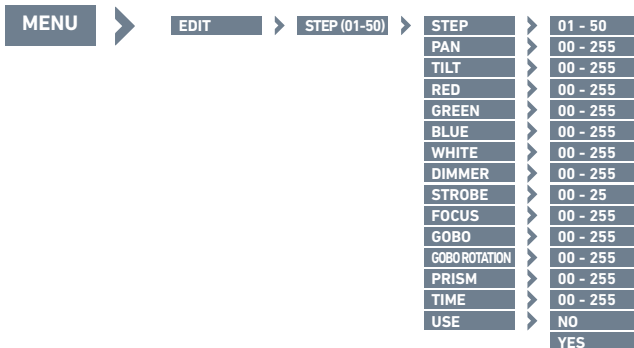 MENU EDIT STEP (01-50) STEP 01 - 50
PAN 00 - 255
TILT 00 - 255
RED 00 - 255
GREEN 00 - 255
BLUE 00 - 255
WHITE 00 - 255
DIMMER 00 - 255
STROBE 00 - 25
FOCUS 00 - 255
GOBO 00 - 255
GOBO ROTATION 00 - 255
PRISM 00 - 255
TIME 00 - 255
USE NO
YES